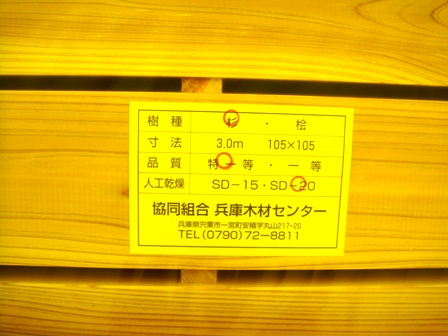 樹種 杉・桧
寸法 3.0m 105×105
品質 特一等・一等
人工乾燥 SD-15・SD-20
協同組合 兵庫木材センター
兵庫県宍粟市一宮町安積字丸山217-20
TEL(0790)72-8811